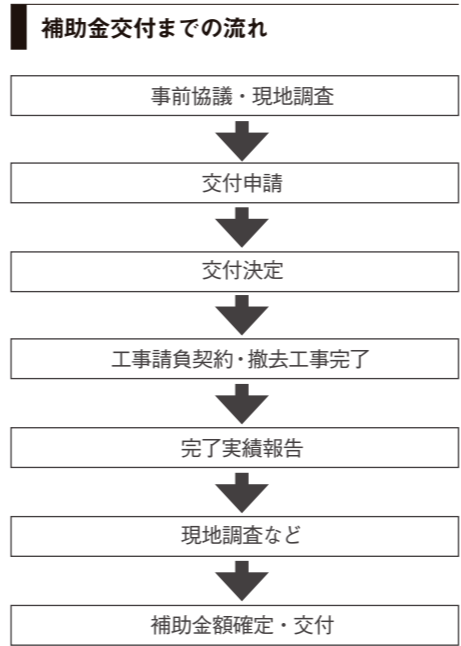 補助金交付までの流れ
事前協議・現地調査
交付申請
交付決定
工事請負契約・撤去工事完了
完了実績報告
現地調査など
補助金額確定・交付